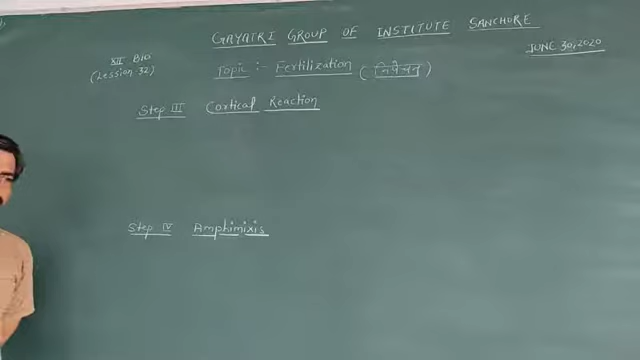 GAYATRI GROUP OF INSTITUTE SANCHORE
JUNE 30, 2020
XII Bio
(Lession 32)
Topic :- Fertilization (निषेचन)
Step III Cortical Reaction
Step IV Amphimixis